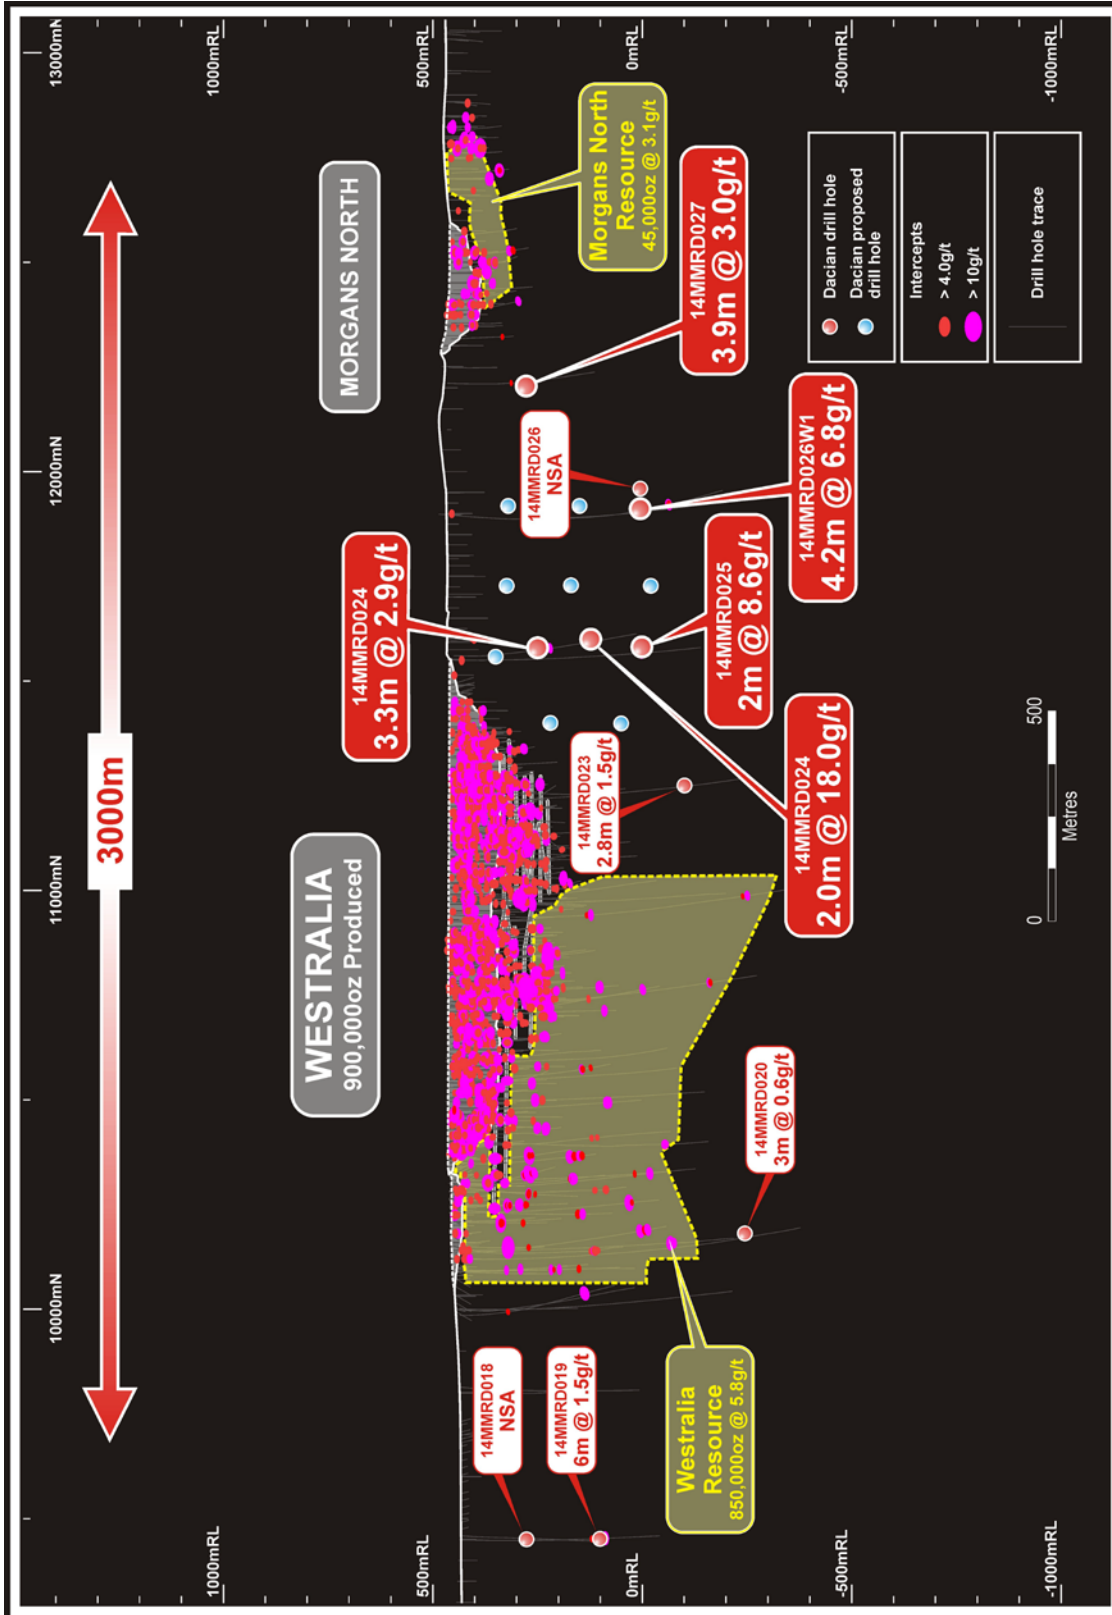 3000m
10000mN
11000mN
12000mN
13000mN
1000mRL
1000mRL
WESTRALIA
900,000oz Produced
MORGANS NORTH
500mRL
500mRL
14MMRD024
3.3m @ 2.9g/t
14MMRD018
NSA
14MMRD019
6m @ 1.5g/t
14MMRD023
2.8m @ 1.5g/t
14MMRD026
NSA
Morgans North
Resource
45,000oz @ 3.1g/t
0mRL
0mRL
Westralia
Resource
850,000oz @ 5.8g/t
14MMRD020
3m @ 0.6g/t
14MMRD025
2m @ 8.6g/t
14MMRD027
3.9m @ 3.0g/t
14MMRD024
2.0m @ 18.0g/t
14MMRD026W1
4.2m @ 6.8g/t
-500mRL
-500mRL
Dacian drill hole
Dacian proposed
drill hole
Intercepts
> 4.0g/t
> 10g/t
Drill hole trace
0
500
Metres
-1000mRL
-1000mRL